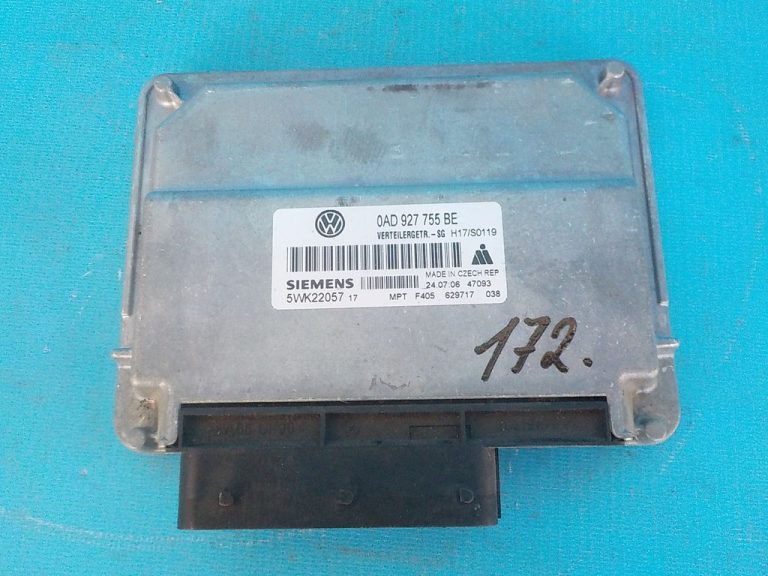 0AD 927 755 BE
VERTEILERGETR.-SG H17/S0119
SIEMENS MADE IN CZECH REP
24.07.06 47093
5WK22057 17 MPT F405 629717 038
172.